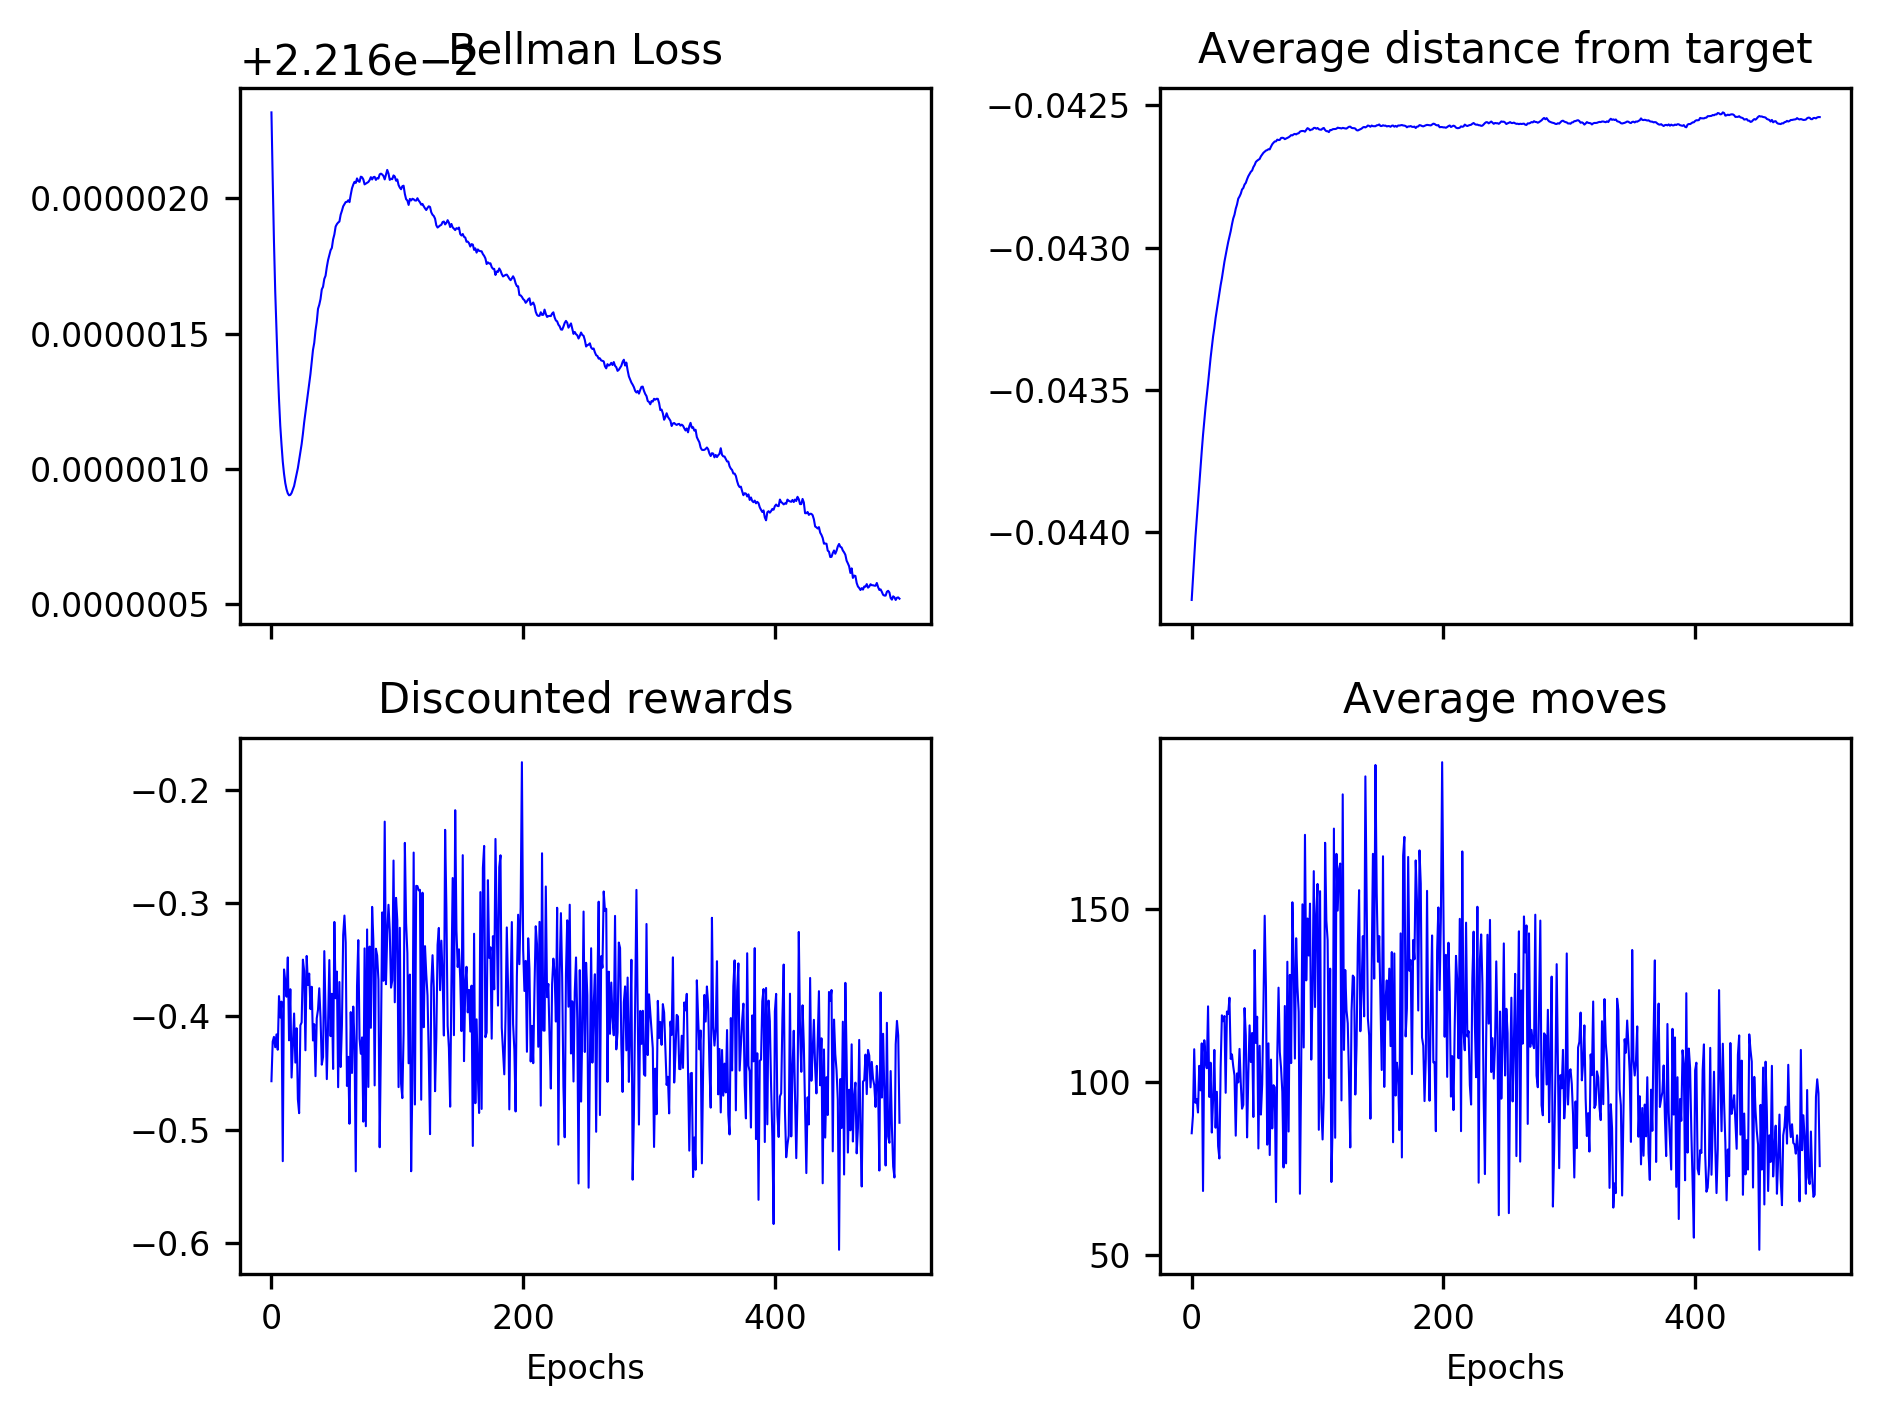 +2.216e−2
Bellman Loss
0.0000020
0.0000015
0.0000010
0.0000005
Average distance from target
−0.0425
−0.0430
−0.0435
−0.0440
Discounted rewards
−0.2
−0.3
−0.4
−0.5
−0.6
0 200 400
Epochs
Average moves
150
100
50
0 200 400
Epochs